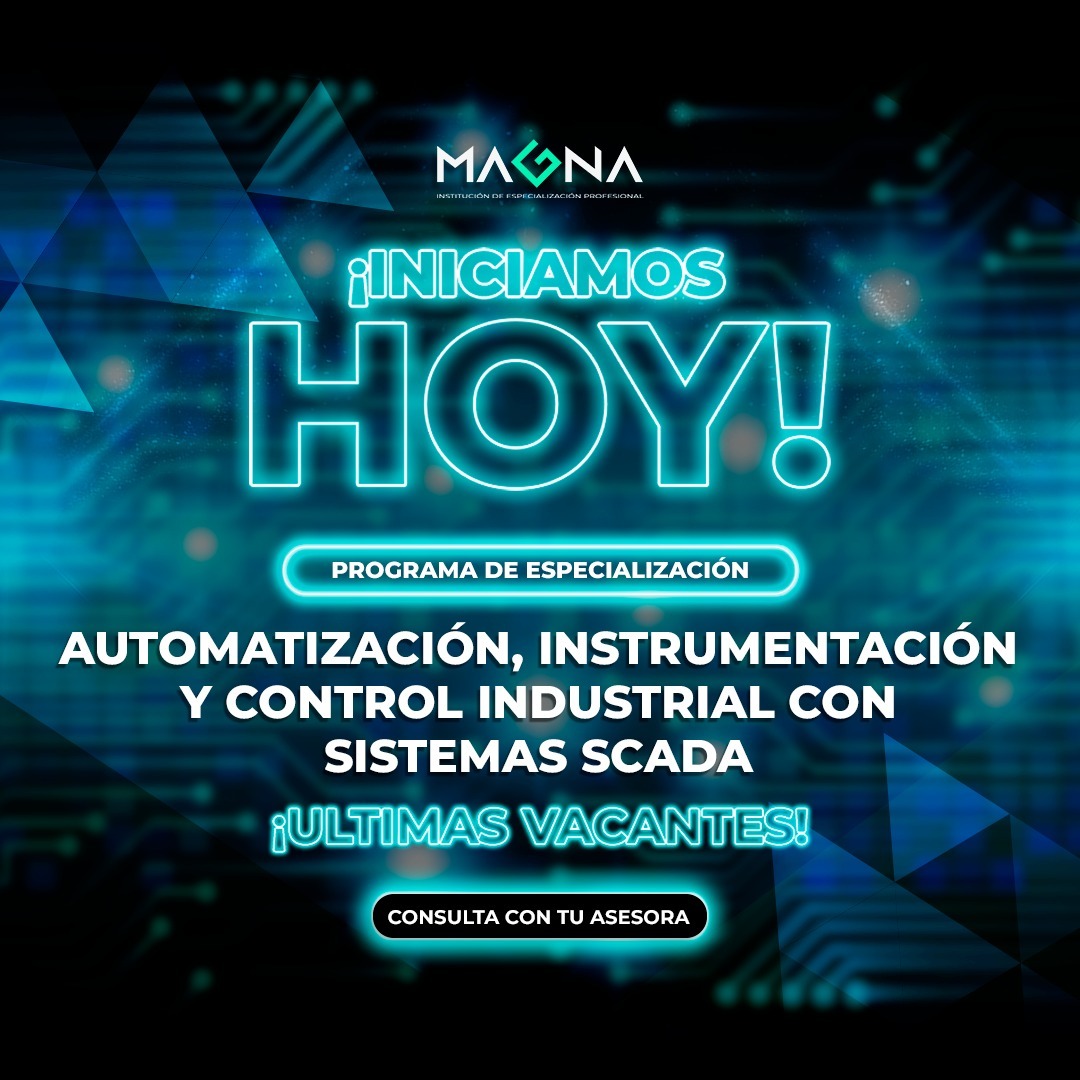 MAGNA
INSTITUCIÓN DE ESPECIALIZACIÓN PROFESIONAL
¡INICIAMOS
HOY!
PROGRAMA DE ESPECIALIZACIÓN
AUTOMATIZACIÓN, INSTRUMENTACIÓN
Y CONTROL INDUSTRIAL CON
SISTEMAS SCADA
¡ULTIMAS VACANTES!
CONSULTA CON TU ASESORA